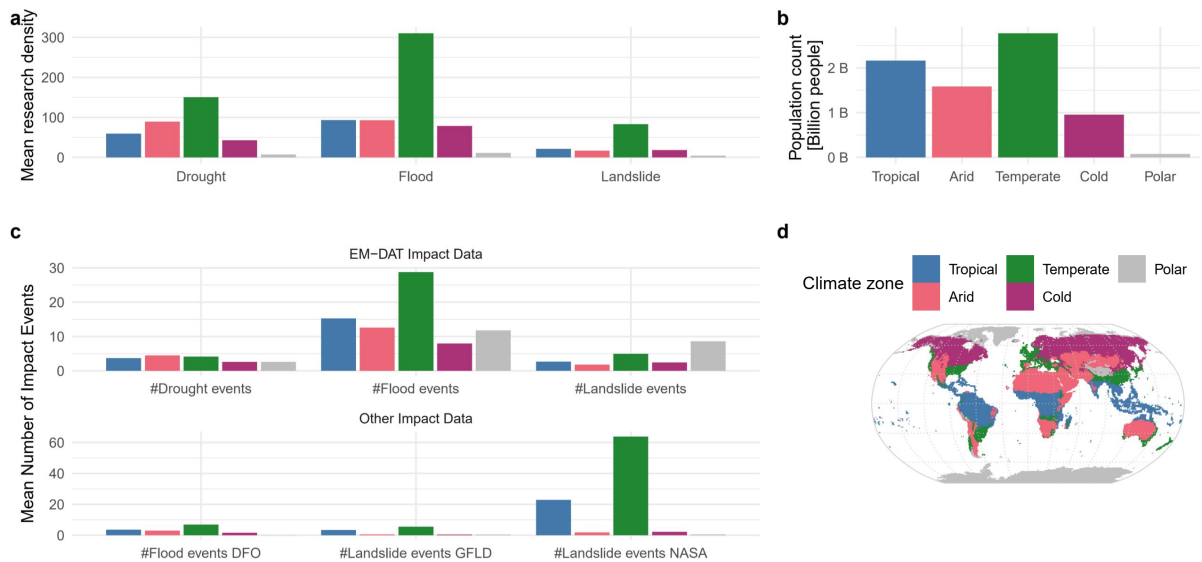 a
Mean research density
300
200
100
0
Drought
Flood
Landslide
b
Population count
[Billion people]
2 B
1 B
0 B
Tropical
Arid
Temperate
Cold
Polar
c
Mean Number of Impact Events
EM−DAT Impact Data
30
20
10
0
#Drought events
#Flood events
#Landslide events
Other Impact Data
60
40
20
0
#Flood events DFO
#Landslide events GFLD
#Landslide events NASA
d
Climate zone
Tropical
Temperate
Polar
Arid
Cold